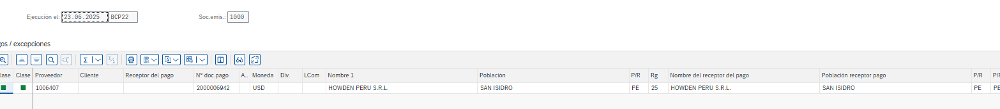 Ejecución el: 23.06.2025 BCP22 Soc.emis.: 1000
gos / excepciones
lase Clase Proveedor Cliente Receptor del pago Nº doc.pago A.. Moneda Div. LCom Nombre 1 Población P/R Rg Nombre del receptor del pago Población receptor pago P/R P/R
1006407 2000006942 USD HOWDEN PERU S.R.L. SAN ISIDRO PE 25 HOWDEN PERU S.R.L. SAN ISIDRO PE PE